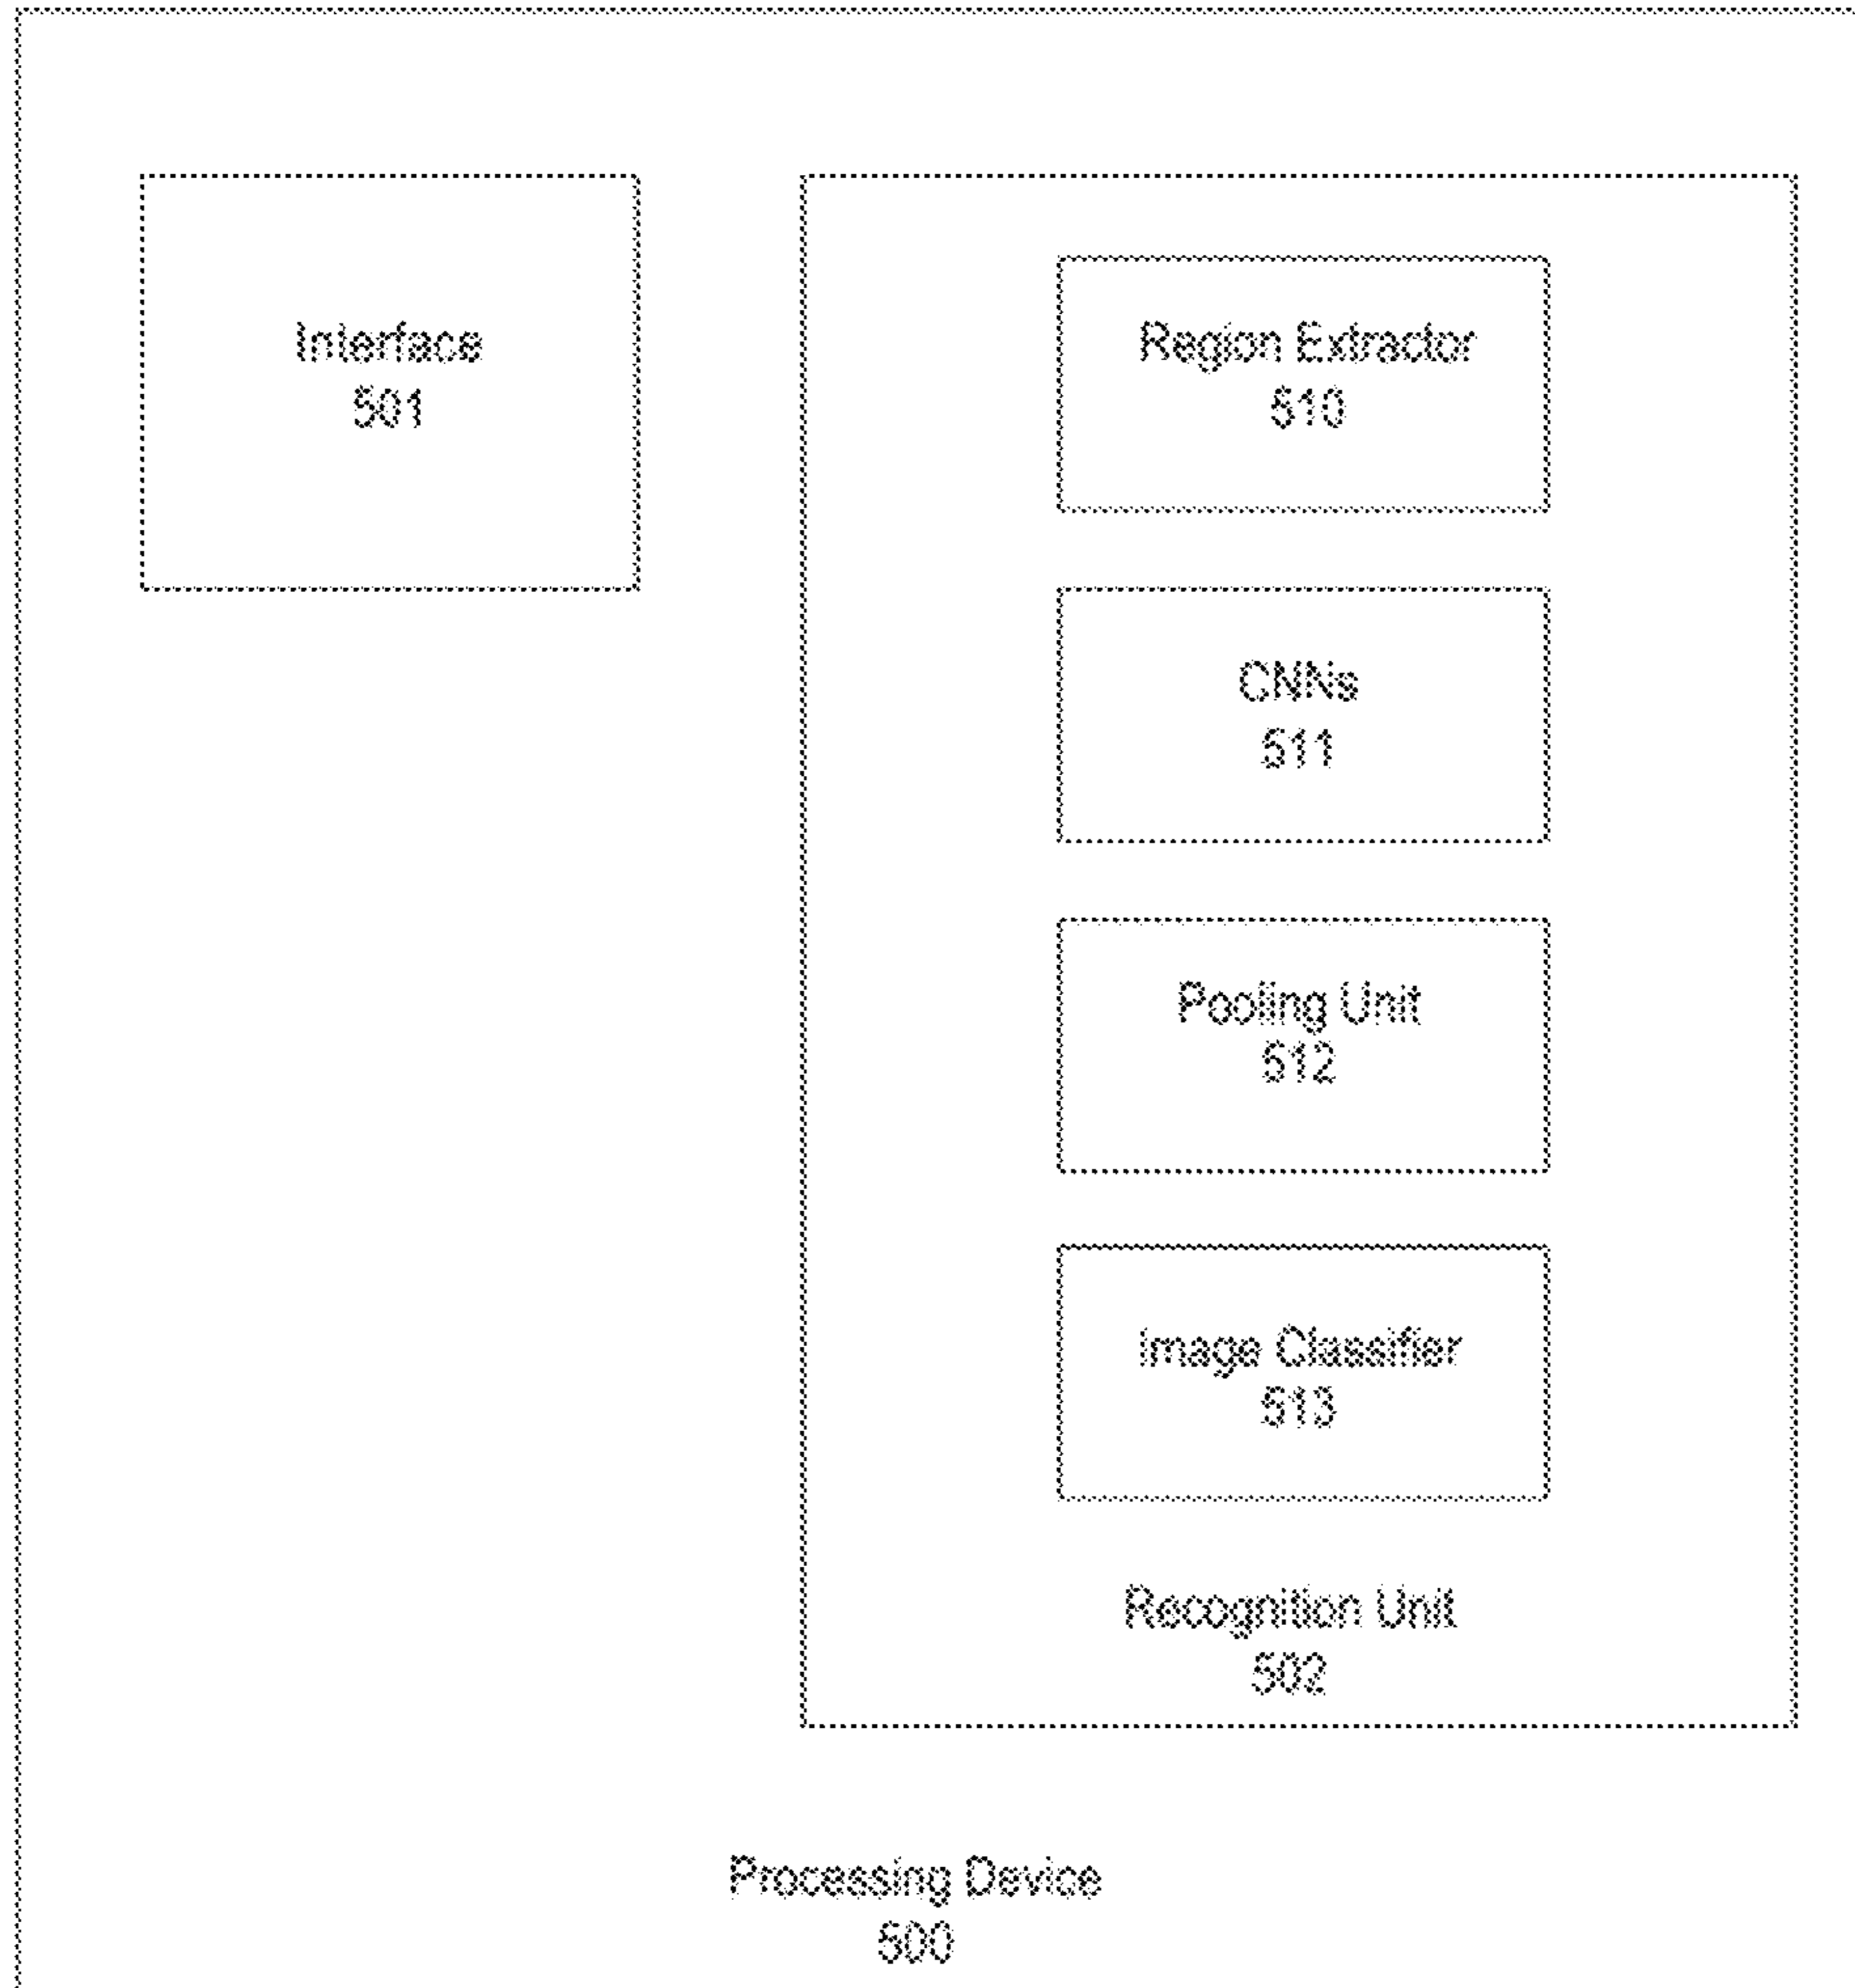 Interface
501
Region Extractor
510
CNNs
511
Pooling Unit
512
Image Classifier
513
Recognition Unit
502
Processing Device
500